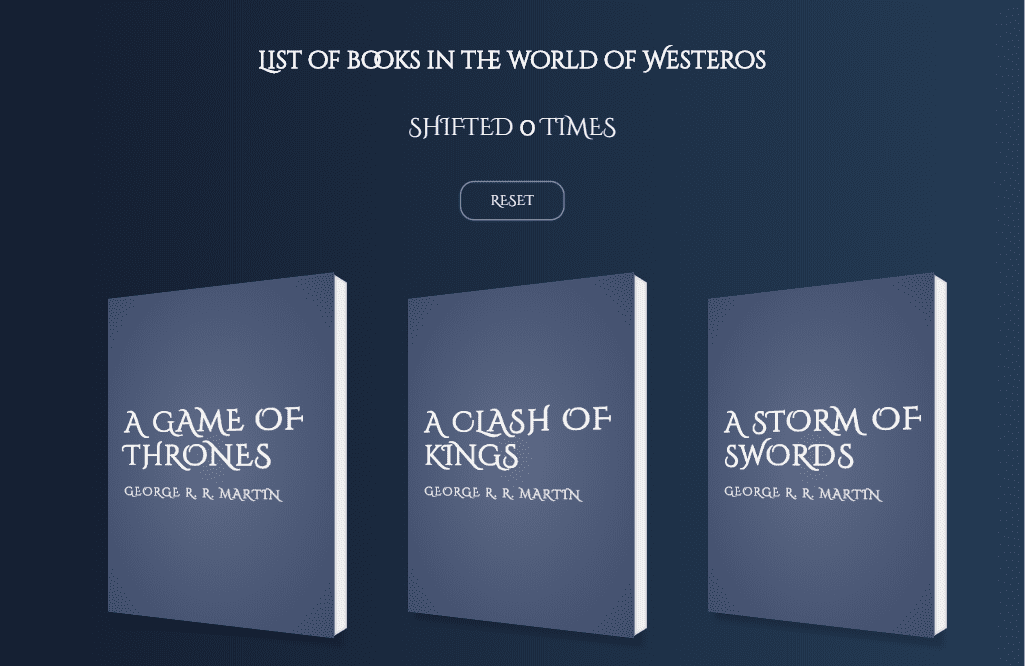 List of books in the world of Westeros
Shifted 0 Times
Reset
A Game of
Thrones
George R. R. Martin
A Clash of
Kings
George R. R. Martin
A Storm of
Swords
George R. R. Martin